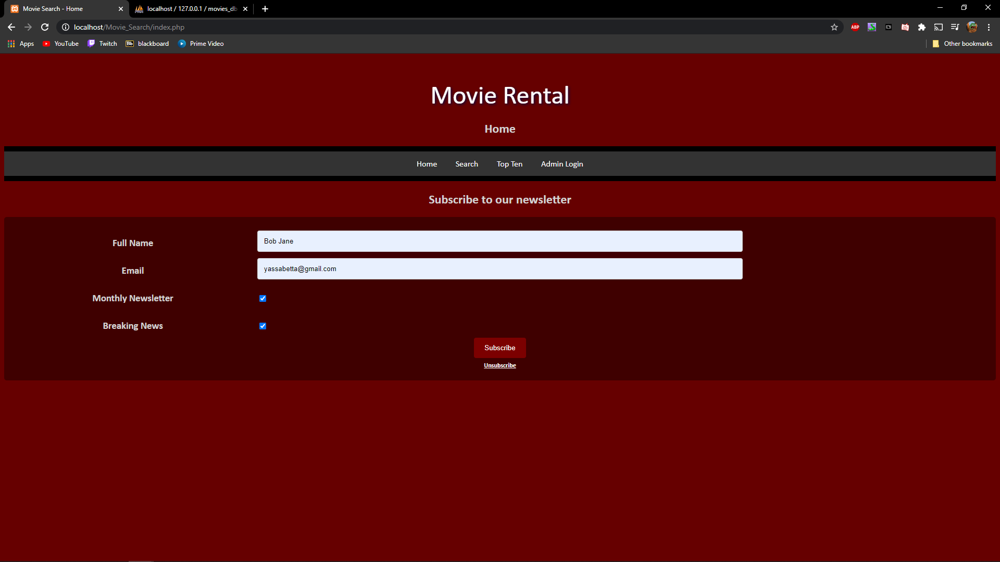 Movie Search - Home
localhost / 127.0.0.1 / movies_db
localhost/Movie_Search/index.php
ABP
Apps YouTube Twitch Bb blackboard Prime Video Other bookmarks
Movie Rental
Home
Home Search Top Ten Admin Login
Subscribe to our newsletter
Full Name Bob Jane
Email yassabetta@gmail.com
Monthly Newsletter
Breaking News
Subscribe
Unsubscribe